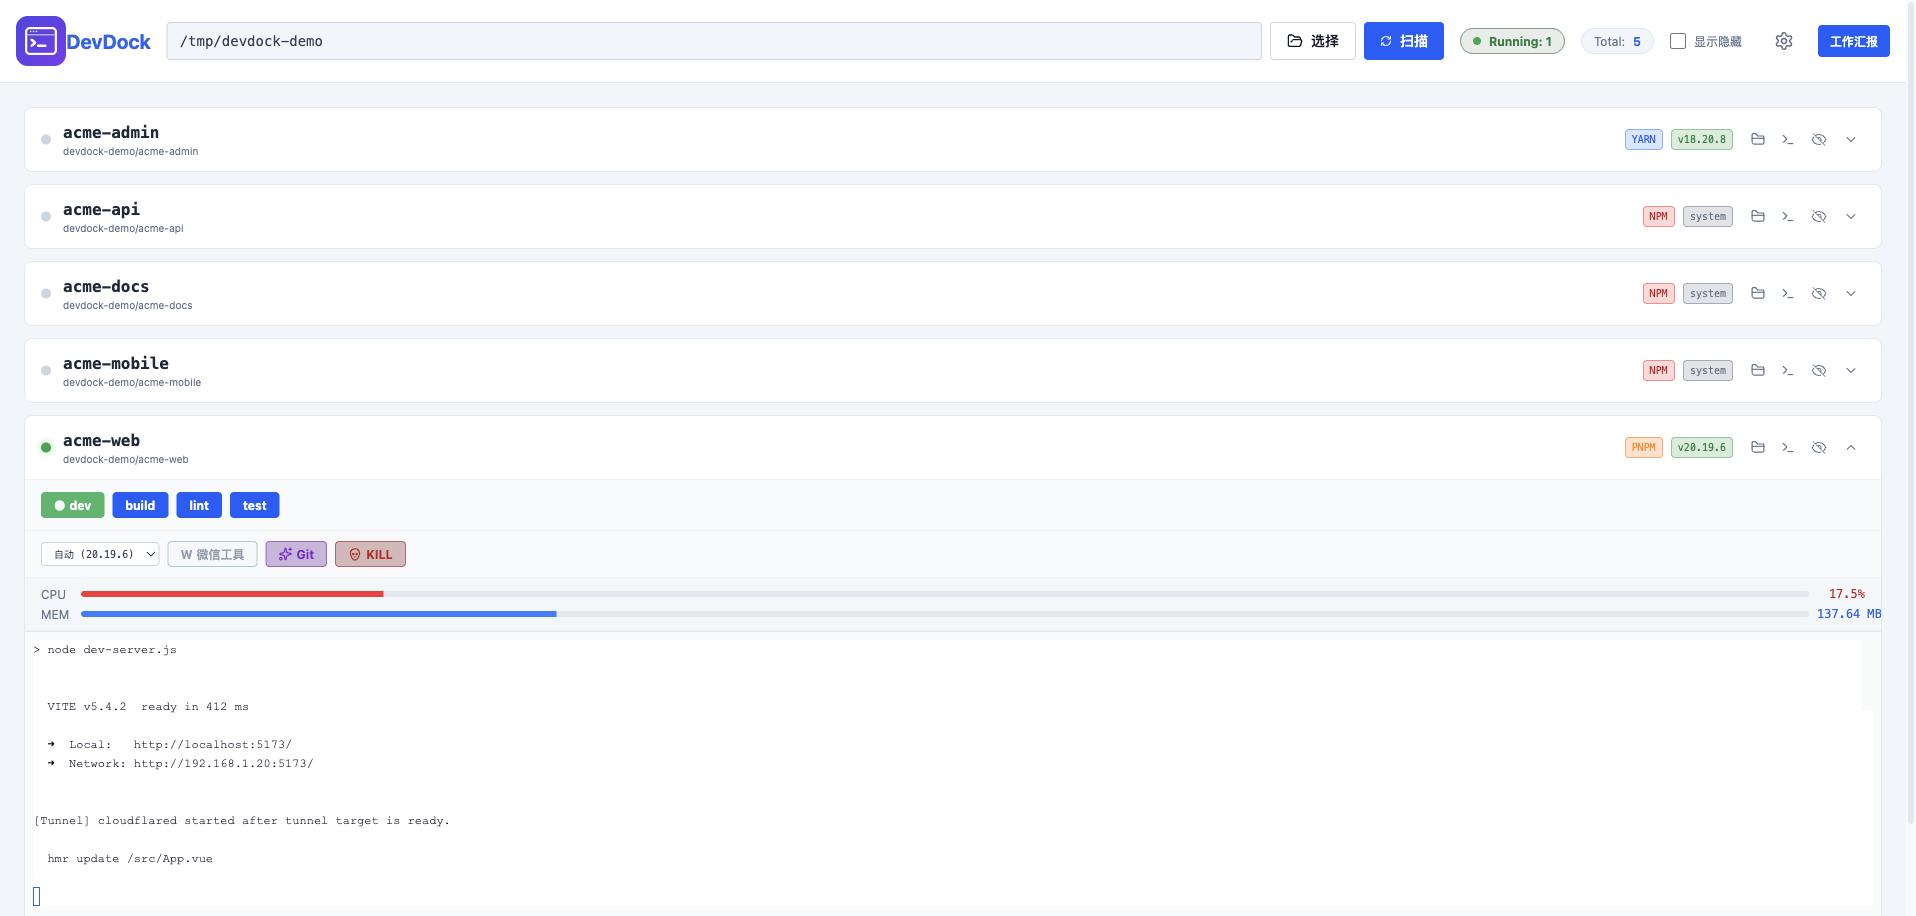 DevDock
/tmp/devdock-demo
选择
扫描
Running: 1
Total: 5
显示隐藏
工作汇报
acme-admin
devdock-demo/acme-admin
YARN
v18.20.8
acme-api
devdock-demo/acme-api
NPM
system
acme-docs
devdock-demo/acme-docs
NPM
system
acme-mobile
devdock-demo/acme-mobile
NPM
system
acme-web
devdock-demo/acme-web
PNPM
v20.19.6
dev
build
lint
test
自动 (20.19.6)
W 微信工具
Git
KILL
CPU
17.5%
MEM
137.64 MB
> node dev-server.js
VITE v5.4.2  ready in 412 ms
➜  Local:   http://localhost:5173/
➜  Network: http://192.168.1.20:5173/
[Tunnel] cloudflared started after tunnel target is ready.
hmr update /src/App.vue